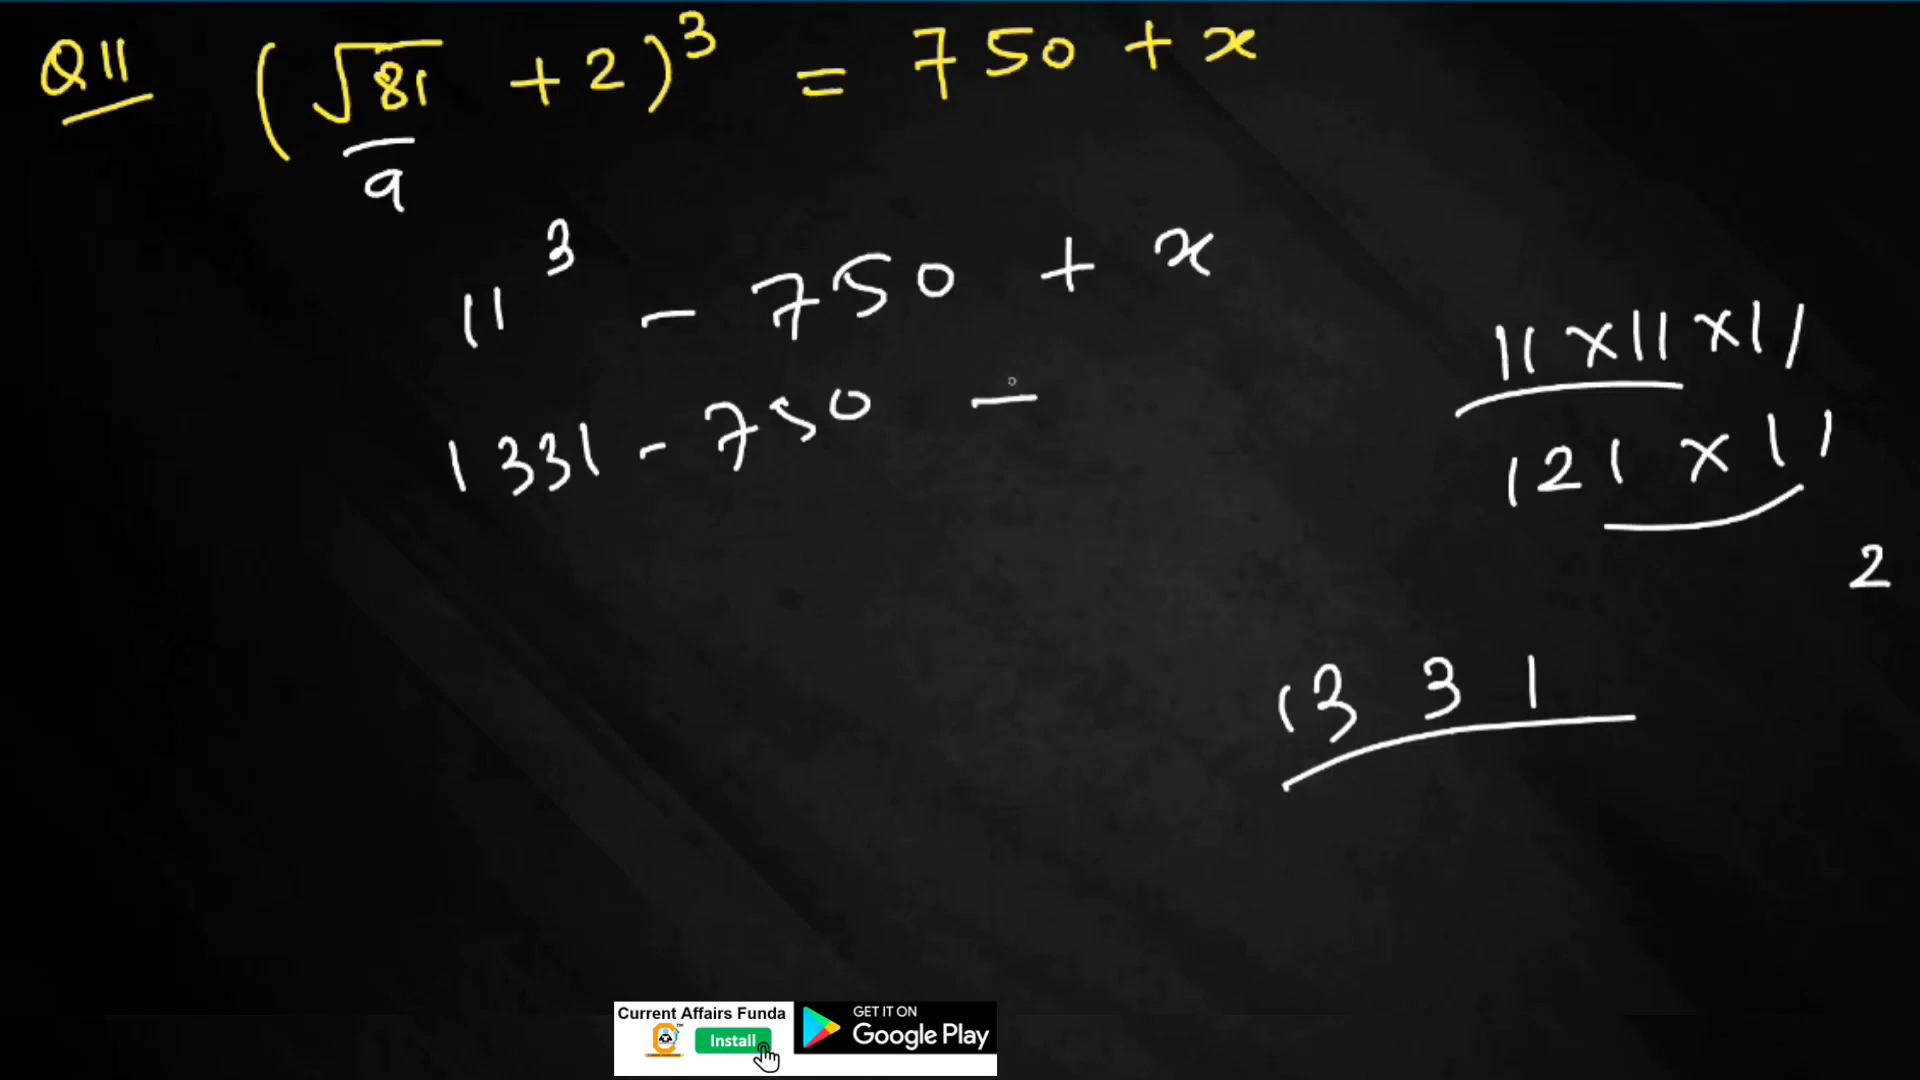 Q11 (√81 + 2)³ = 750 + x
9
11³ - 750 + x
11 x 11 x 11
1331 - 750 -
121 x 11
2
1331
Current Affairs Funda
Install
GET IT ON
Google Play